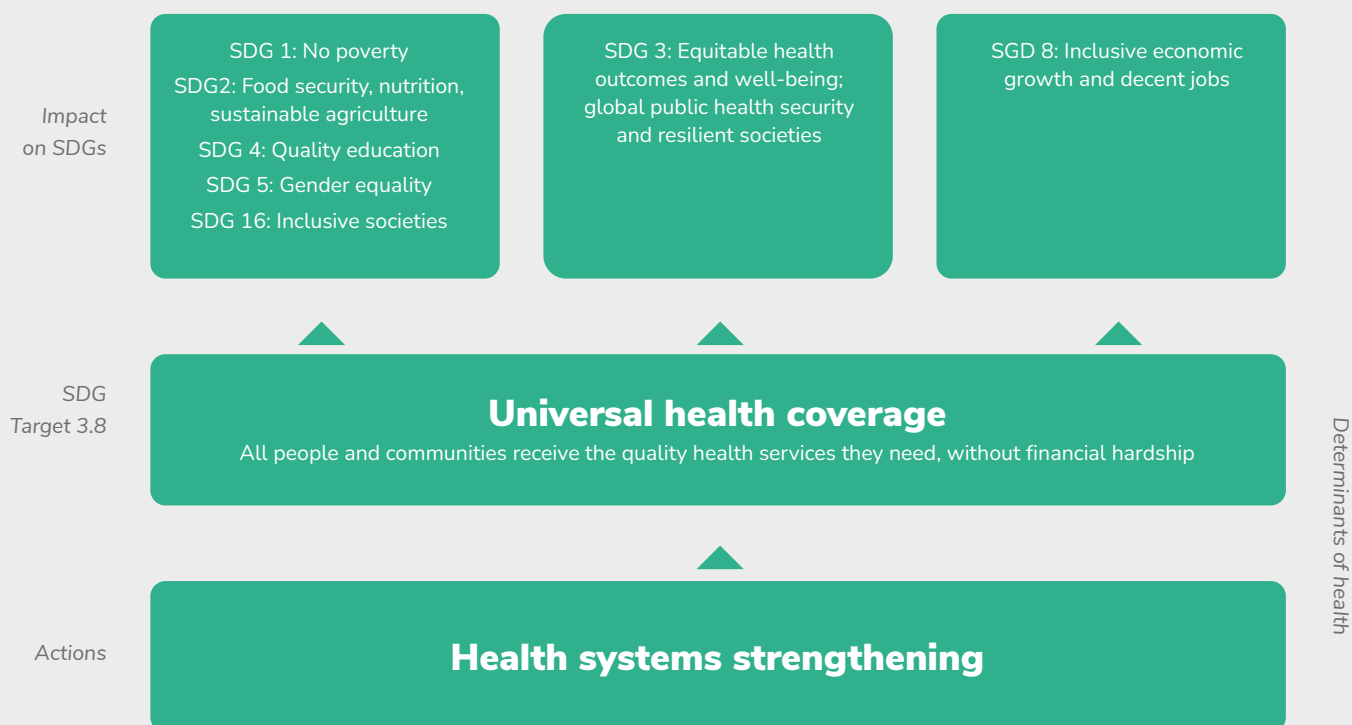 Impact
on SDGs
SDG 1: No poverty
SDG2: Food security, nutrition,
sustainable agriculture
SDG 4: Quality education
SDG 5: Gender equality
SDG 16: Inclusive societies
SDG 3: Equitable health
outcomes and well-being;
global public health security
and resilient societies
SGD 8: Inclusive economic
growth and decent jobs
SDG
Target 3.8
Universal health coverage
All people and communities receive the quality health services they need, without financial hardship
Determinants of health
Actions
Health systems strengthening